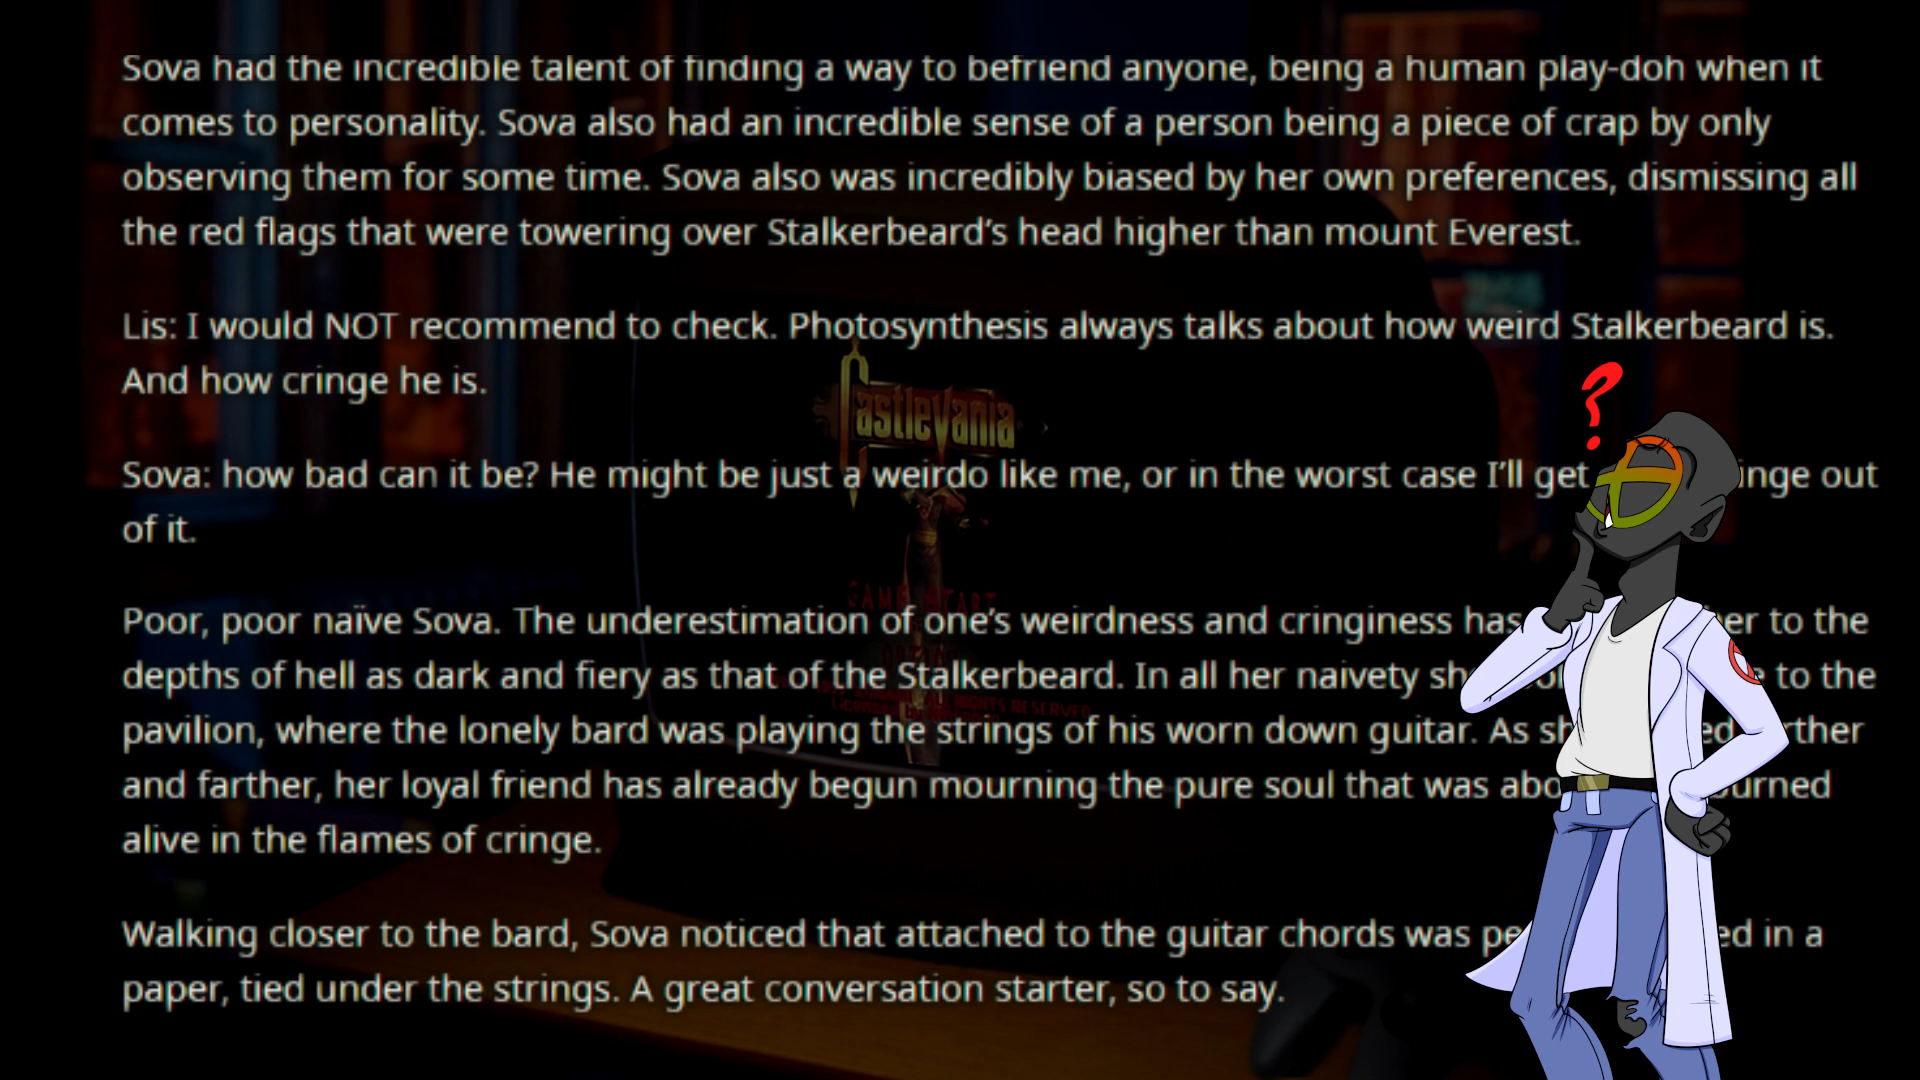 Sova had the incredible talent of finding a way to befriend anyone, being a human play-doh when it
comes to personality. Sova also had an incredible sense of a person being a piece of crap by only
observing them for some time. Sova also was incredibly biased by her own preferences, dismissing all
the red flags that were towering over Stalkerbeard’s head higher than mount Everest.
Lis: I would NOT recommend to check. Photosynthesis always talks about how weird Stalkerbeard is.
And how cringe he is.
Sova: how bad can it be? He might be just a weirdo like me, or in the worst case I’ll get out
of it.
Poor, poor naïve Sova. The underestimation of one’s weirdness and cringiness has to the
depths of hell as dark and fiery as that of the Stalkerbeard. In all her naivety to the
pavilion, where the lonely bard was playing the strings of his worn down guitar. As
and farther, her loyal friend has already begun mourning the pure soul that was
alive in the flames of cringe.
Walking closer to the bard, Sova noticed that attached to the guitar chords was in a
paper, tied under the strings. A great conversation starter, so to say.
Castlevania
GAME START
?